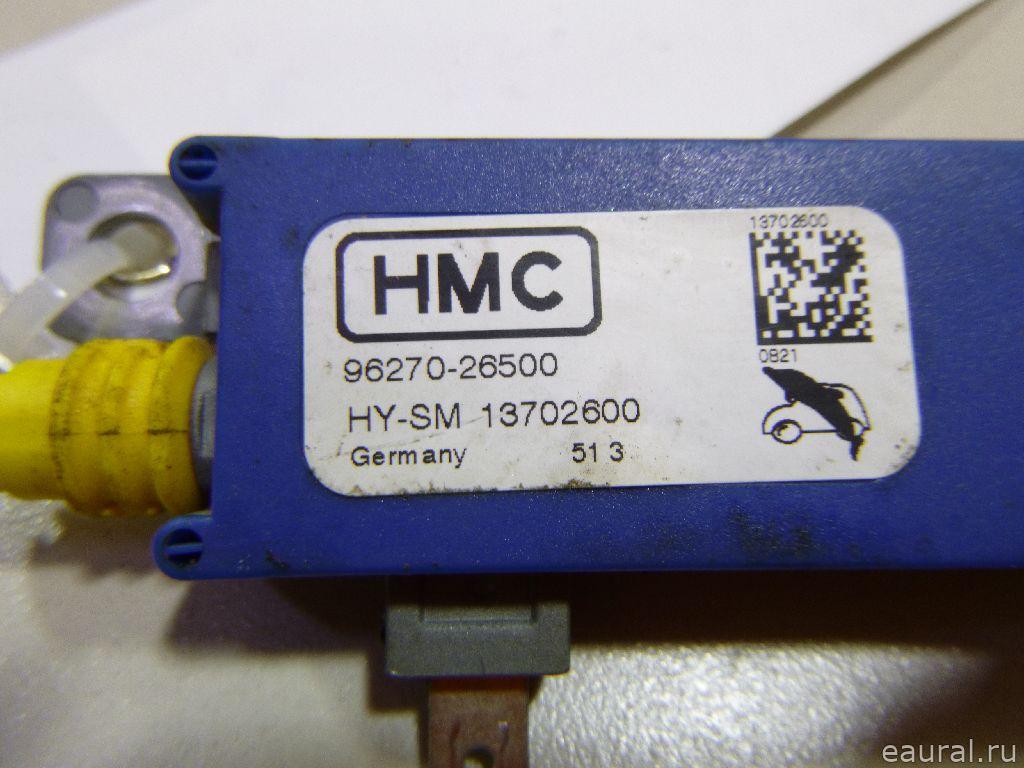 HMC
13702600
96270-26500
0821
HY-SM 13702600
Germany 51 3
eaural.ru